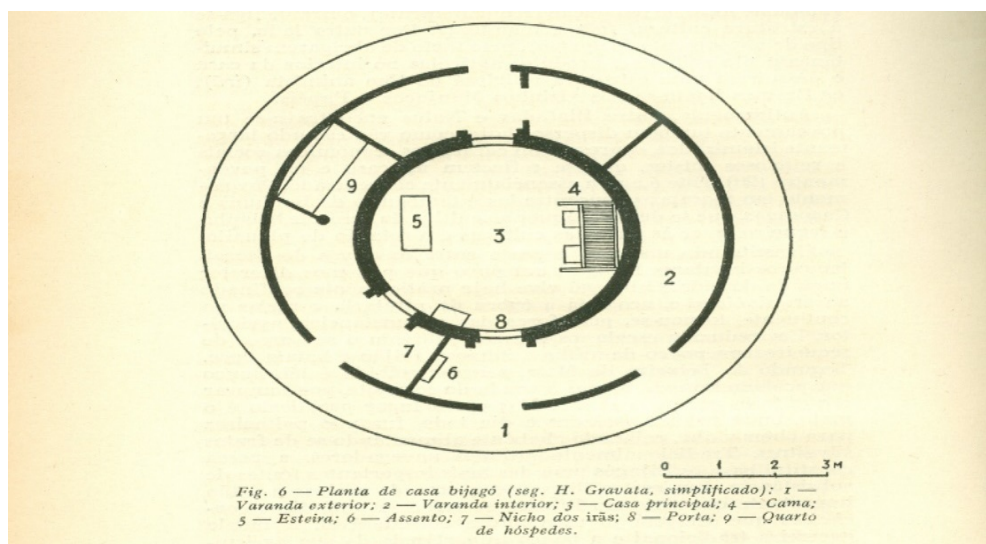 9
5
3
4
2
8
7
6
1
0 1 2 3 M
Fig. 6 — Planta de casa bijagó (seg. H. Gravata, simplificado): 1 —
Varanda exterior; 2 — Varanda interior; 3 — Casa principal; 4 — Cama;
5 — Esteira; 6 — Assento; 7 — Nicho dos irãs; 8 — Porta; 9 — Quarto
de hóspedes.